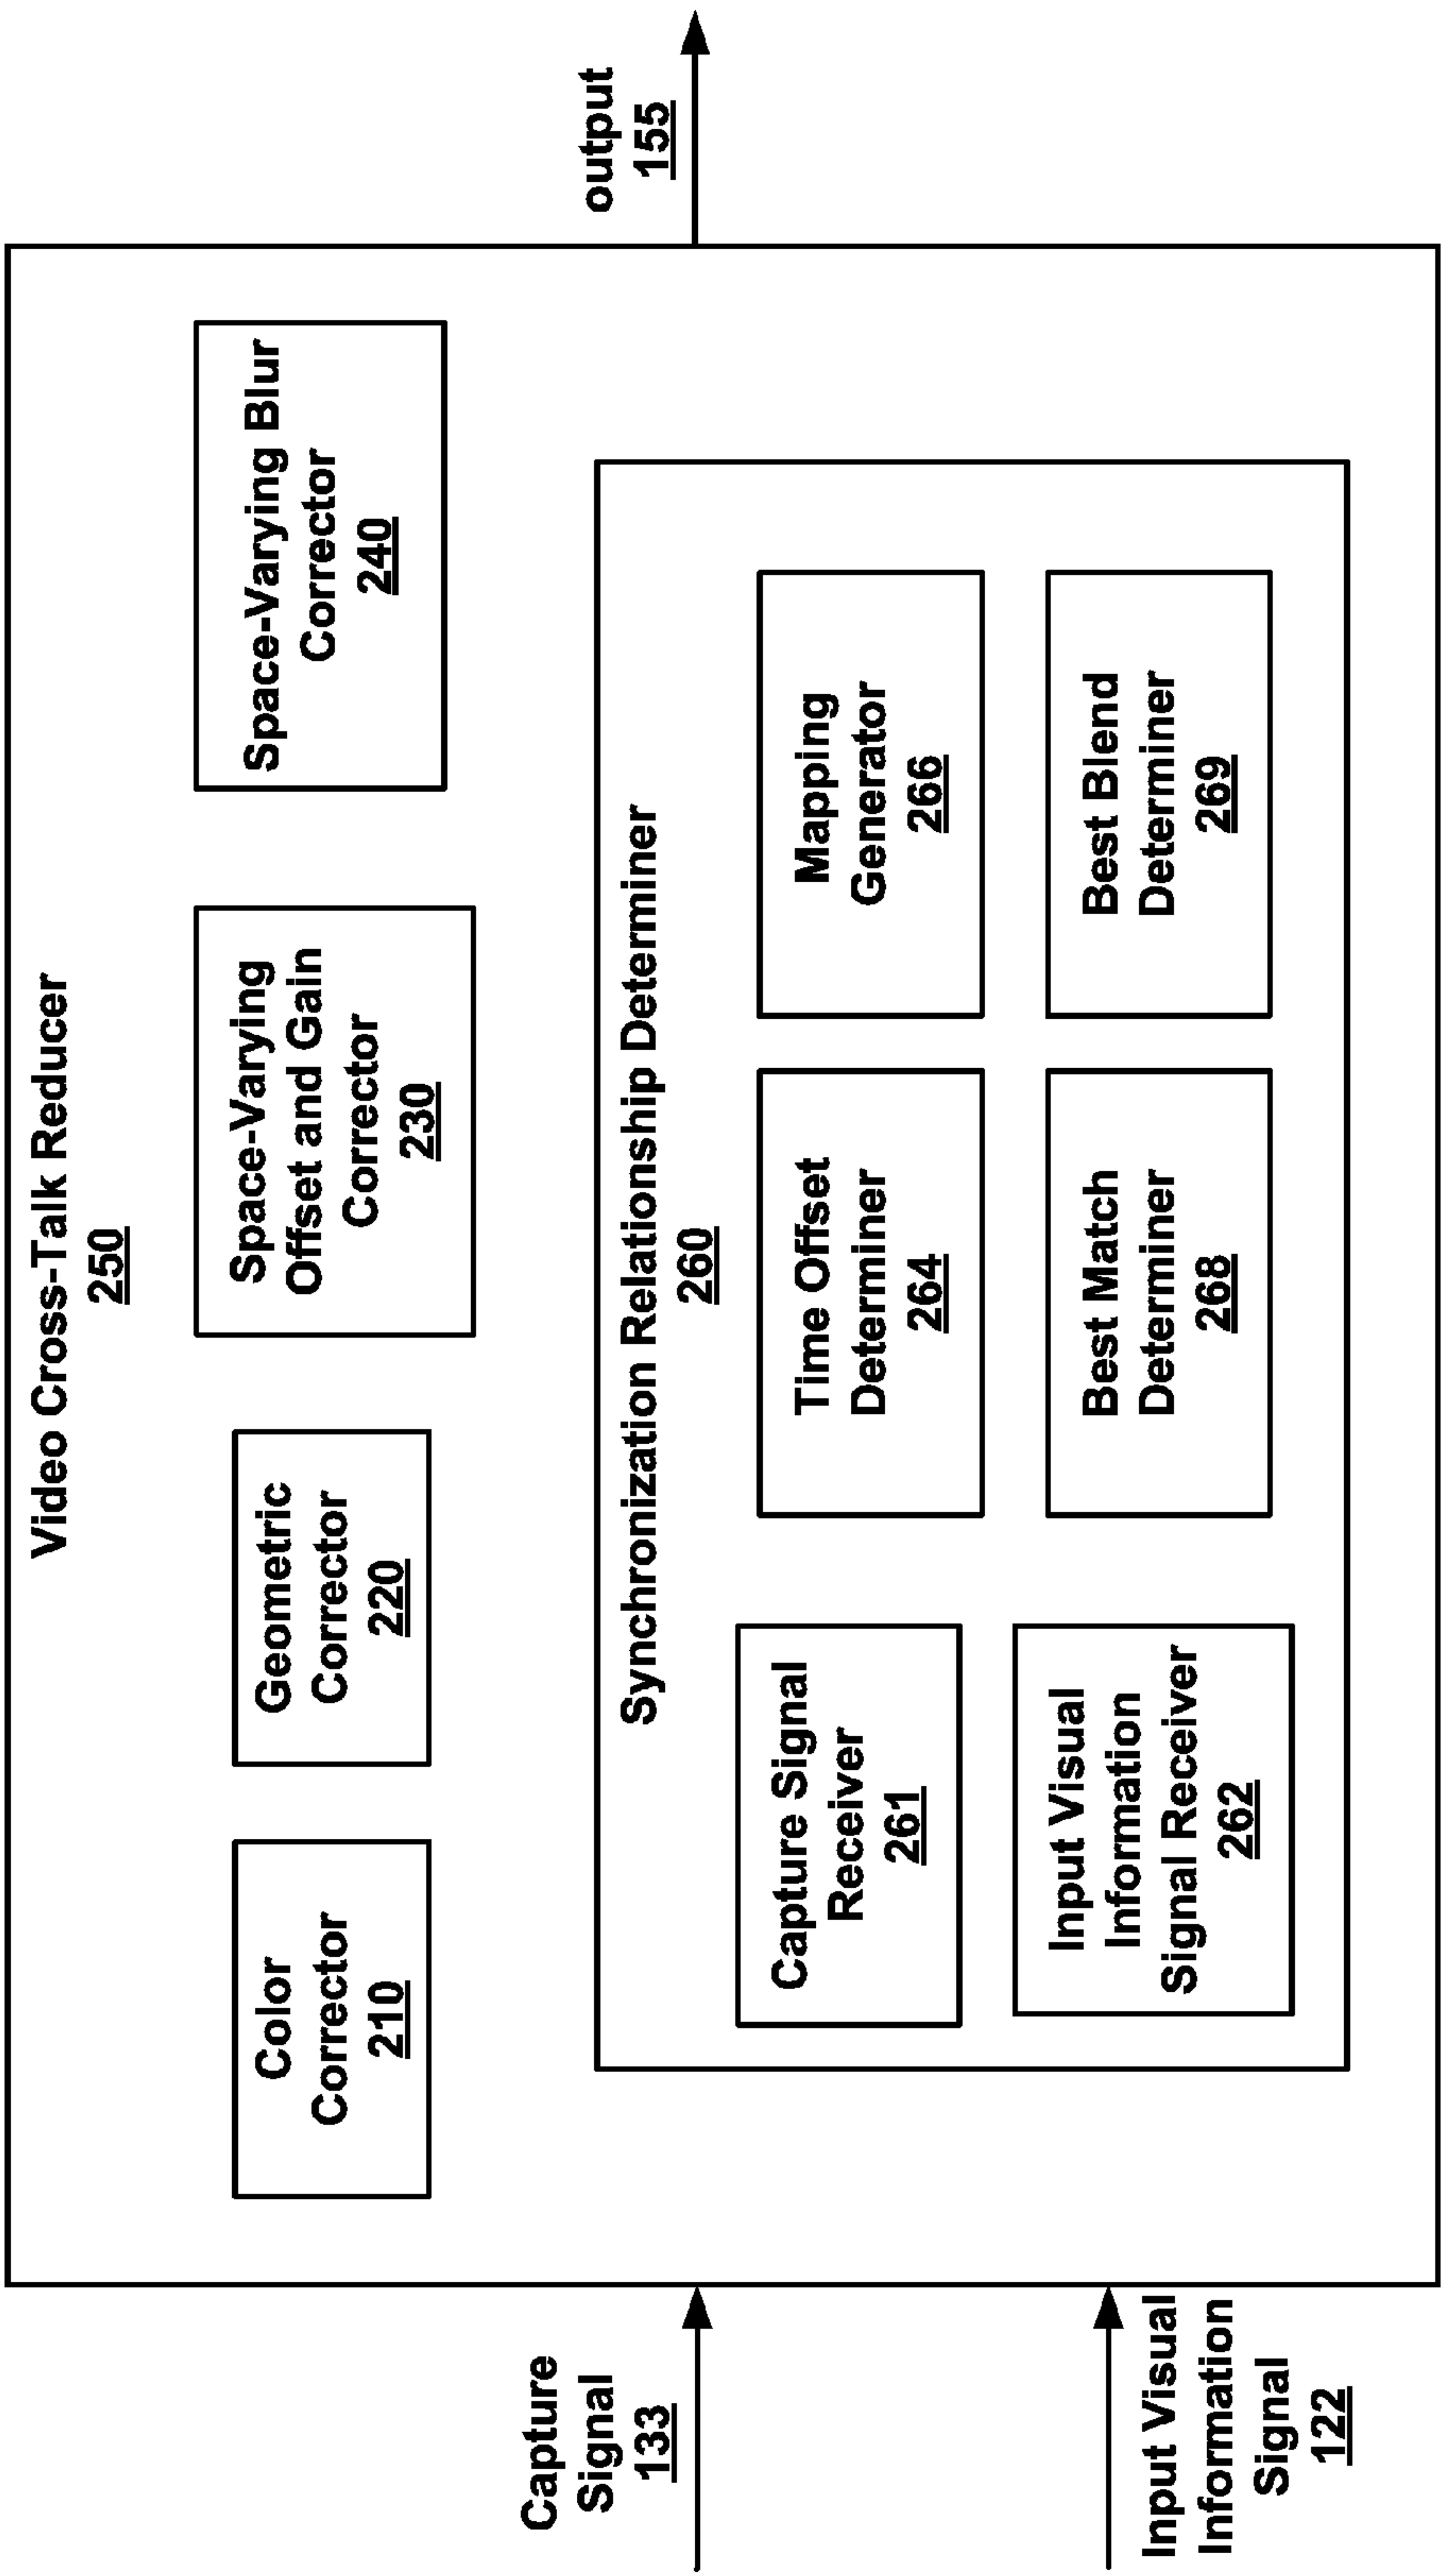 Video Cross-Talk Reducer
250
Color
Corrector
210
Geometric
Corrector
220
Space-Varying
Offset and Gain
Corrector
230
Space-Varying Blur
Corrector
240
Capture
Signal
133
output
155
Synchronization Relationship Determiner
260
Capture Signal
Receiver
261
Time Offset
Determiner
264
Mapping
Generator
266
Input Visual
Information
Signal Receiver
262
Best Match
Determiner
268
Best Blend
Determiner
269
Input Visual
Information
Signal
122